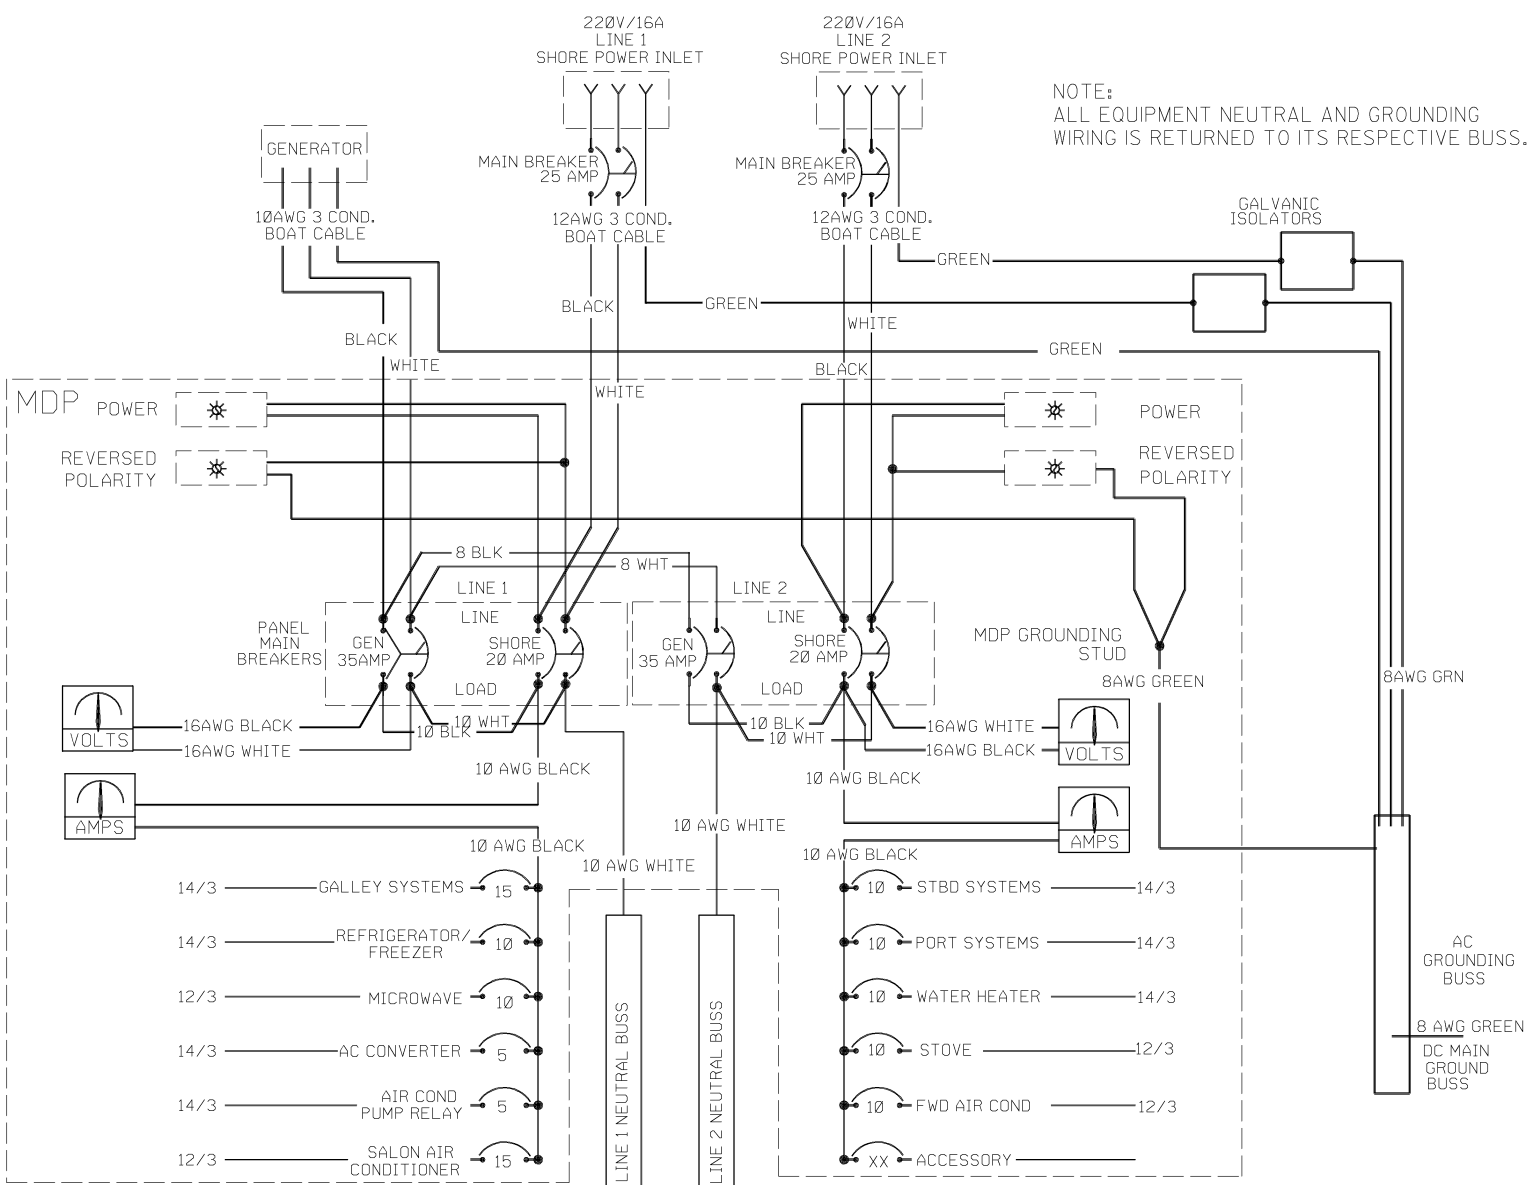 220V/16A
LINE 1
SHORE POWER INLET
220V/16A
LINE 2
SHORE POWER INLET
NOTE:
ALL EQUIPMENT NEUTRAL AND GROUNDING
WIRING IS RETURNED TO ITS RESPECTIVE BUSS.
GENERATOR
MAIN BREAKER
25 AMP
MAIN BREAKER
25 AMP
10AWG 3 COND.
BOAT CABLE
12AWG 3 COND.
BOAT CABLE
12AWG 3 COND.
BOAT CABLE
GALVANIC
ISOLATORS
GREEN
GREEN
BLACK
WHITE
BLACK
GREEN
WHITE
BLACK
WHITE
MDP
POWER
POWER
REVERSED
POLARITY
REVERSED
POLARITY
8 BLK
8 WHT
LINE 1
LINE 2
PANEL
MAIN
BREAKERS
GEN
35AMP
LINE
SHORE
20 AMP
LOAD
GEN
35 AMP
LINE
SHORE
20 AMP
LOAD
MDP GROUNDING
STUD
8AWG GREEN
8AWG GRN
VOLTS
16AWG BLACK
16AWG WHITE
10 WHT
10 BLK
10 BLK
10 WHT
16AWG WHITE
16AWG BLACK
VOLTS
10 AWG BLACK
10 AWG BLACK
AMPS
AMPS
10 AWG WHITE
10 AWG BLACK
10 AWG WHITE
10 AWG BLACK
14/3 GALLEY SYSTEMS 15
14/3 REFRIGERATOR/
FREEZER 10
12/3 MICROWAVE 10
14/3 AC CONVERTER 5
14/3 AIR COND
PUMP RELAY 5
12/3 SALON AIR
CONDITIONER 15
LINE 1 NEUTRAL BUSS
LINE 2 NEUTRAL BUSS
10 STBD SYSTEMS 14/3
10 PORT SYSTEMS 14/3
10 WATER HEATER 14/3
10 STOVE 12/3
10 FWD AIR COND 12/3
XX ACCESSORY
AC
GROUNDING
BUSS
8 AWG GREEN
DC MAIN
GROUND
BUSS